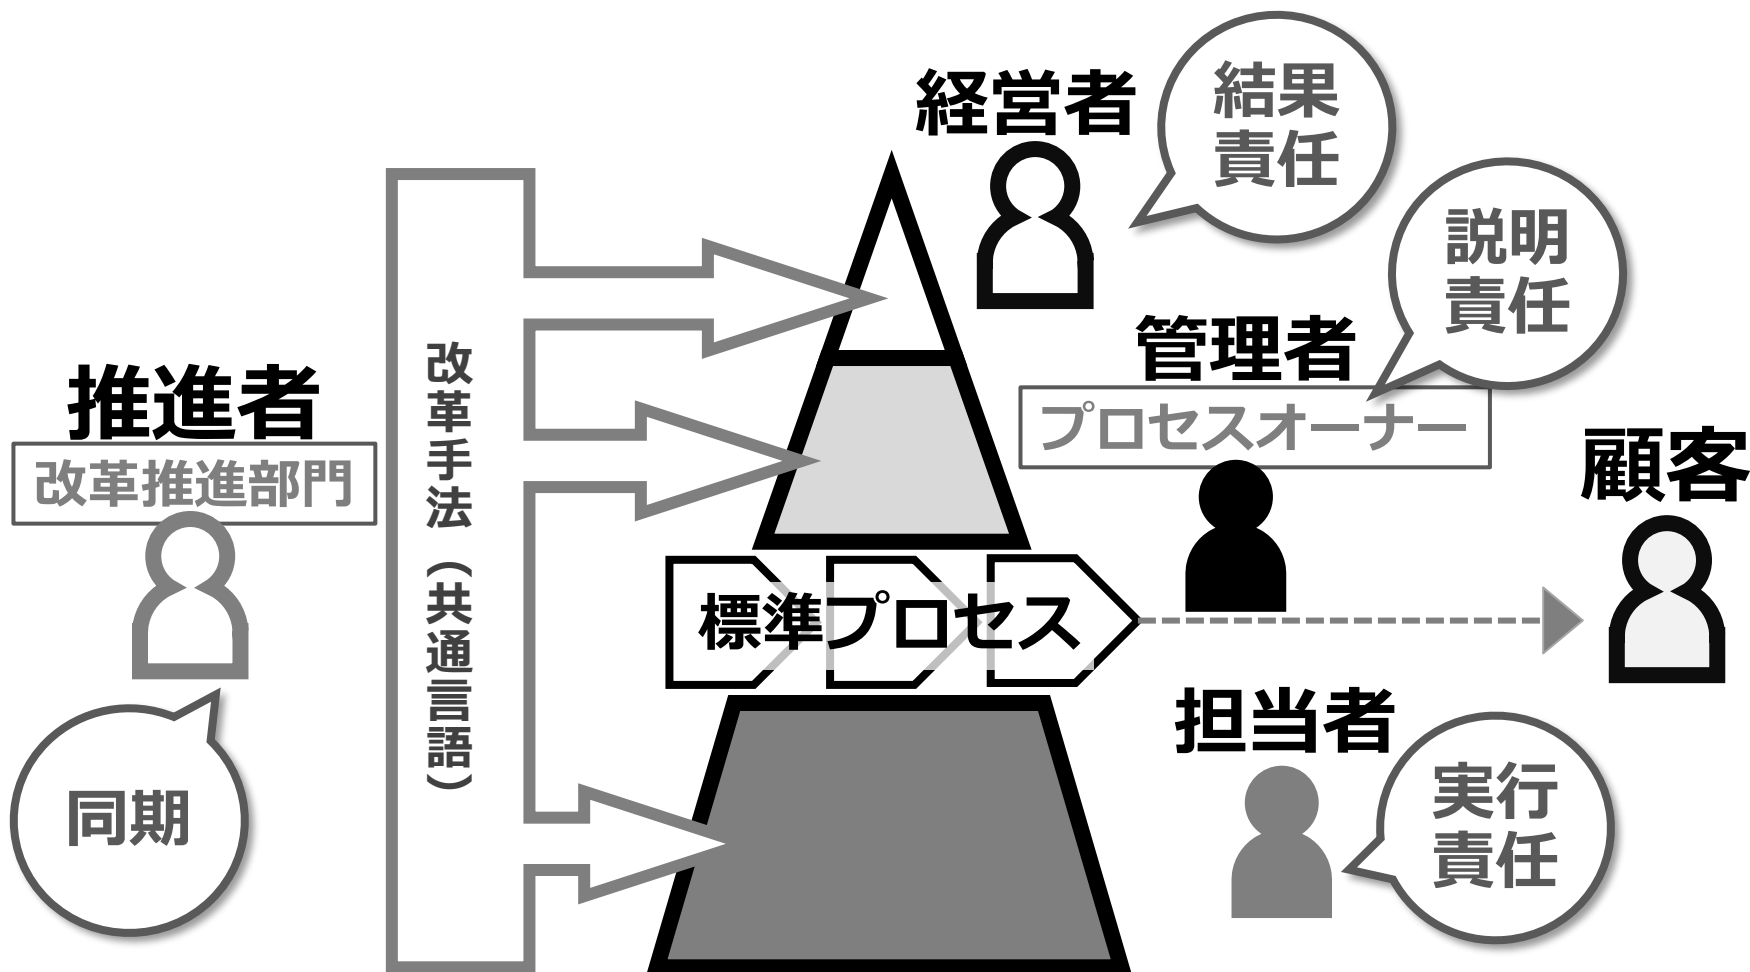 経営者
結果
責任
説明
責任
管理者
プロセスオーナー
推進者
改革推進部門
同期
改革手法（共通言語）
標準プロセス
顧客
担当者
実行
責任